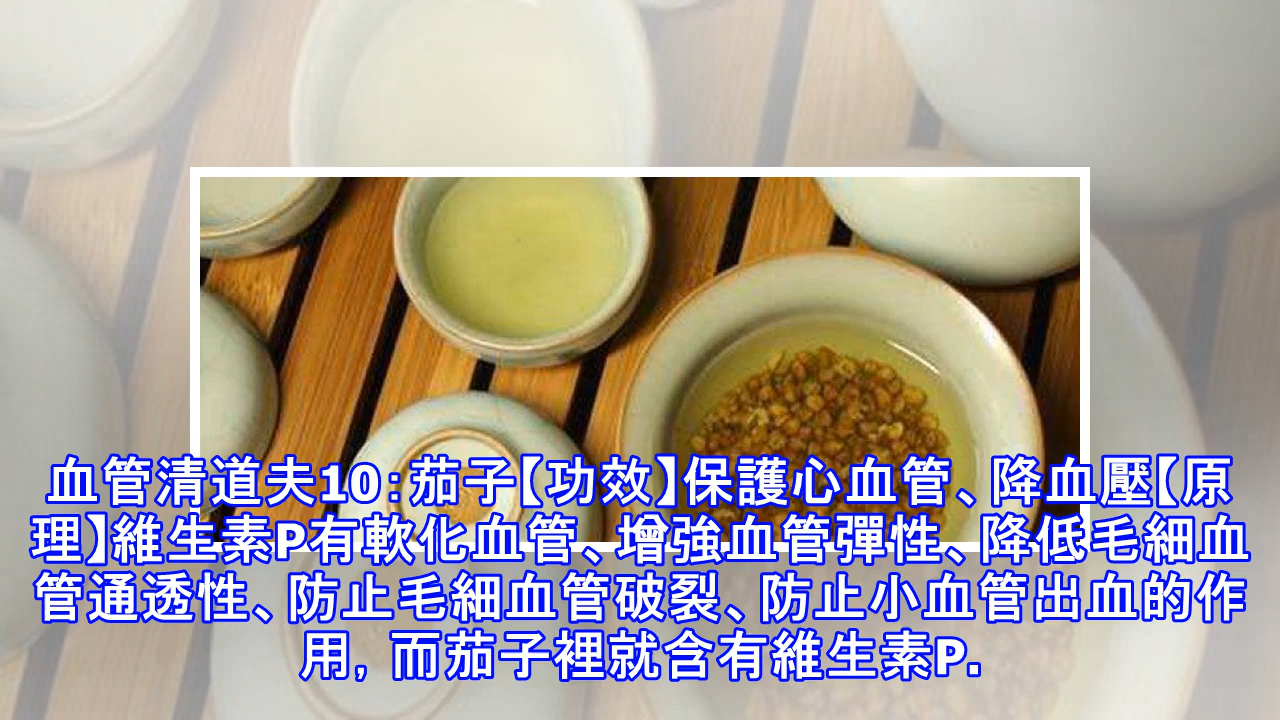 血管清道夫10：茄子【功效】保護心血管、降血壓【原
理】維生素P有軟化血管、增強血管彈性、降低毛細血
管通透性、防止毛細血管破裂、防止小血管出血的作
用, 而茄子裡就含有維生素P.